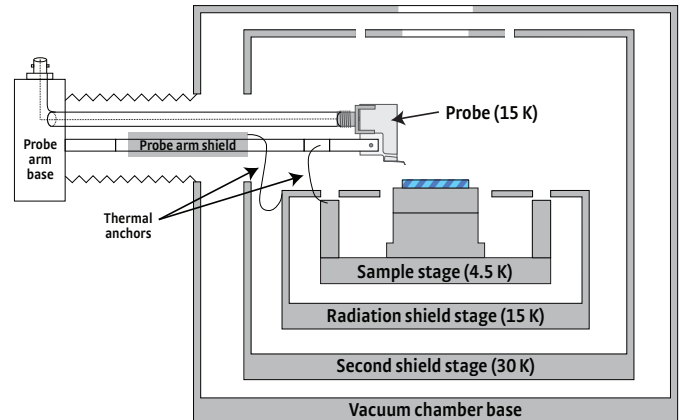 Probe (15 K)
Probe
arm
base
Probe arm shield
Thermal
anchors
Sample stage (4.5 K)
Radiation shield stage (15 K)
Second shield stage (30 K)
Vacuum chamber base